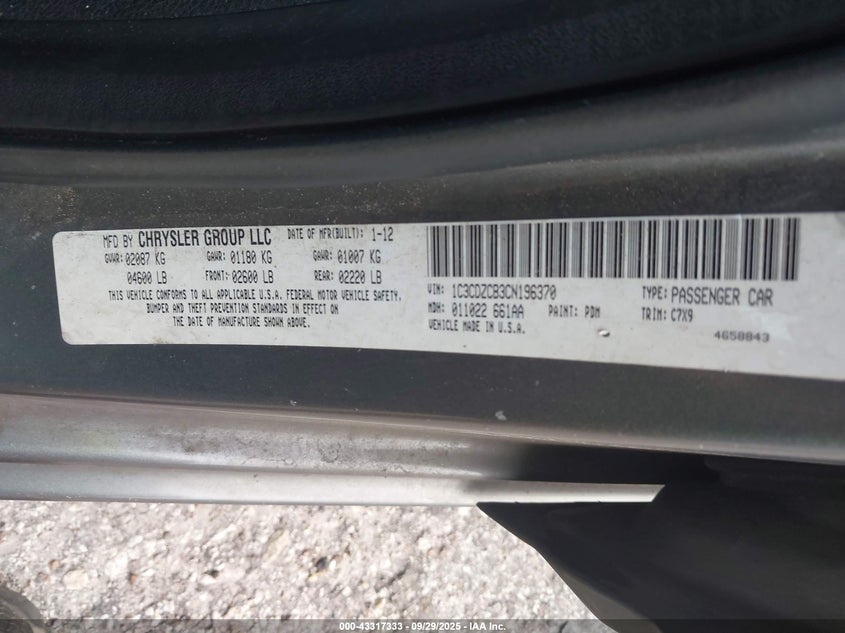 MFD BY CHRYSLER GROUP LLC DATE OF MFR(BUILT): 1-12
GVWR: 02087 KG GAWR: 01180 KG GAWR: 01007 KG
04600 LB FRONT: 02600 LB REAR: 02220 LB
THIS VEHICLE CONFORMS TO ALL APPLICABLE U.S.A. FEDERAL MOTOR VEHICLE SAFETY,
BUMPER AND THEFT PREVENTION STANDARDS IN EFFECT ON
THE DATE OF MANUFACTURE SHOWN ABOVE.
VIN: 1C3CDZCB3CN196370 TYPE: PASSENGER CAR
MDH: 011022 661AA PAINT: PDM TRIM: C7X9
VEHICLE MADE IN U.S.A. 4658843
000-43317333 | 09/29/2025 - IAA Inc.